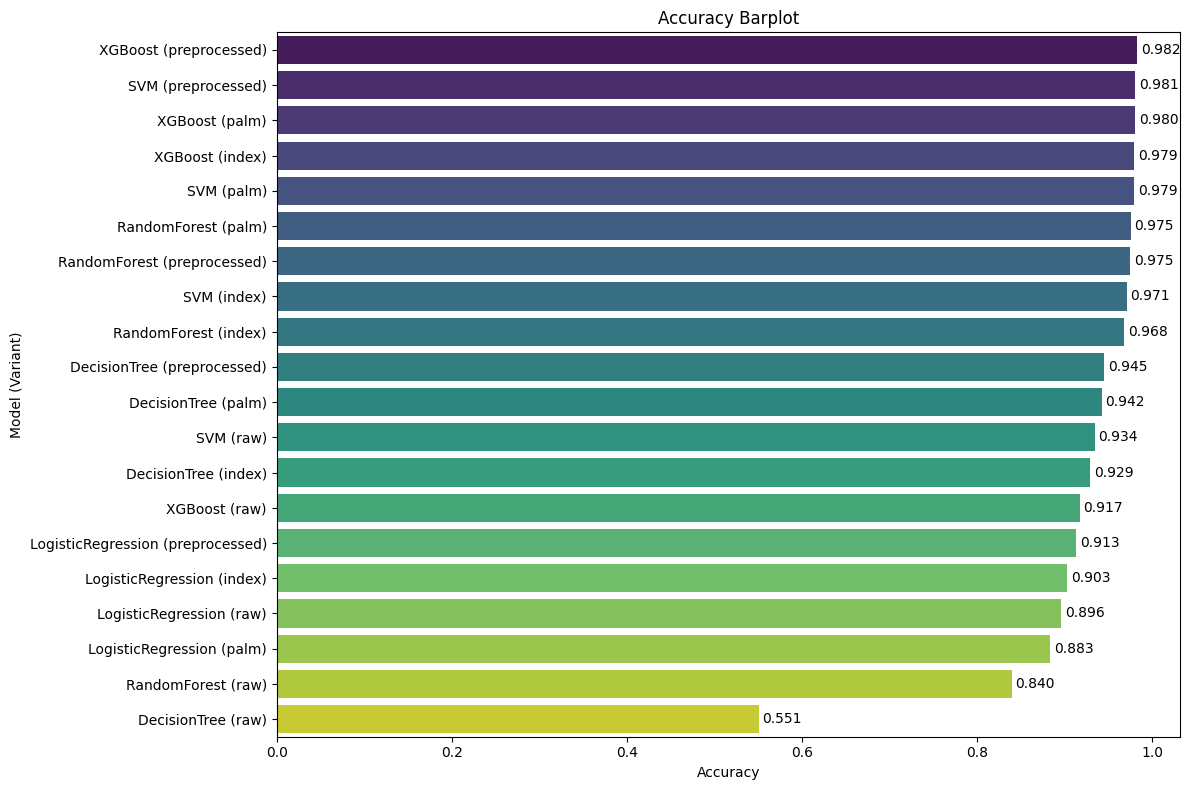 Accuracy Barplot
Model (Variant)
XGBoost (preprocessed) 0.982
SVM (preprocessed) 0.981
XGBoost (palm) 0.980
XGBoost (index) 0.979
SVM (palm) 0.979
RandomForest (palm) 0.975
RandomForest (preprocessed) 0.975
SVM (index) 0.971
RandomForest (index) 0.968
DecisionTree (preprocessed) 0.945
DecisionTree (palm) 0.942
SVM (raw) 0.934
DecisionTree (index) 0.929
XGBoost (raw) 0.917
LogisticRegression (preprocessed) 0.913
LogisticRegression (index) 0.903
LogisticRegression (raw) 0.896
LogisticRegression (palm) 0.883
RandomForest (raw) 0.840
DecisionTree (raw) 0.551
0.0 0.2 0.4 0.6 0.8 1.0
Accuracy